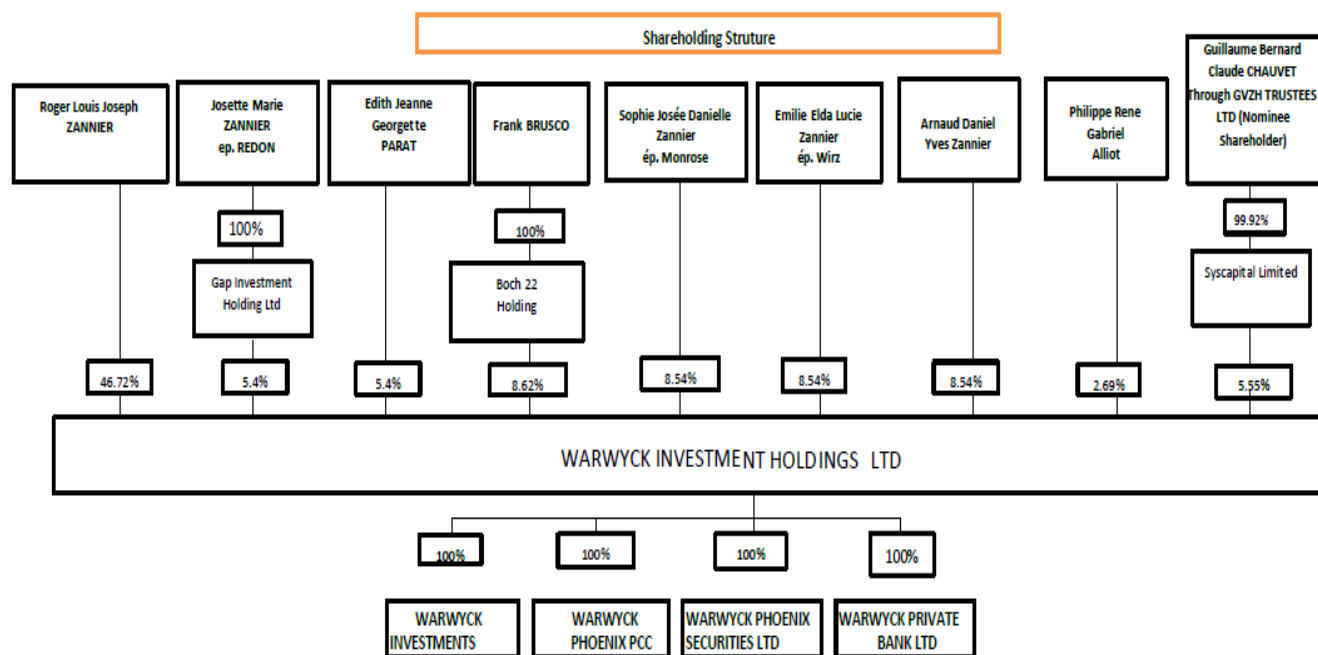 Shareholding Struture
Roger Louis Joseph
ZANNIER
Josette Marie
ZANNIER
ep. REDON
Edith Jeanne
Georgette
PARAT
Frank BRUSCO
Sophie Josée Danielle
Zannier
ép. Monrose
Emilie Elda Lucie
Zannier
ép. Wirz
Arnaud Daniel
Yves Zannier
Philippe Rene
Gabriel
Alliot
Guillaume Bernard
Claude CHAUVET
Through GVZH TRUSTEES
LTD (Nominee
Shareholder)
100%
100%
99.92%
Gap Investment
Holding Ltd
Boch 22
Holding
Syscapital Limited
46.72%
5.4%
5.4%
8.62%
8.54%
8.54%
8.54%
2.69%
5.55%
WARWYCK INVESTMENT HOLDINGS LTD
100%
100%
100%
100%
WARWYCK
INVESTMENTS
WARWYCK
PHOENIX PCC
WARWYCK PHOENIX
SECURITIES LTD
WARWYCK PRIVATE
BANK LTD